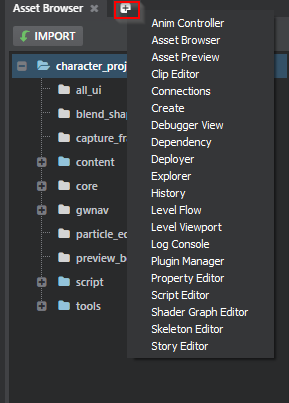 Asset Browser
IMPORT
character_proj
all_ui
blend_shap
capture_fr
content
core
gwnav
particle_ed
preview_b
script
tools
Anim Controller
Asset Browser
Asset Preview
Clip Editor
Connections
Create
Debugger View
Dependency
Deployer
Explorer
History
Level Flow
Level Viewport
Log Console
Plugin Manager
Property Editor
Script Editor
Shader Graph Editor
Skeleton Editor
Story Editor